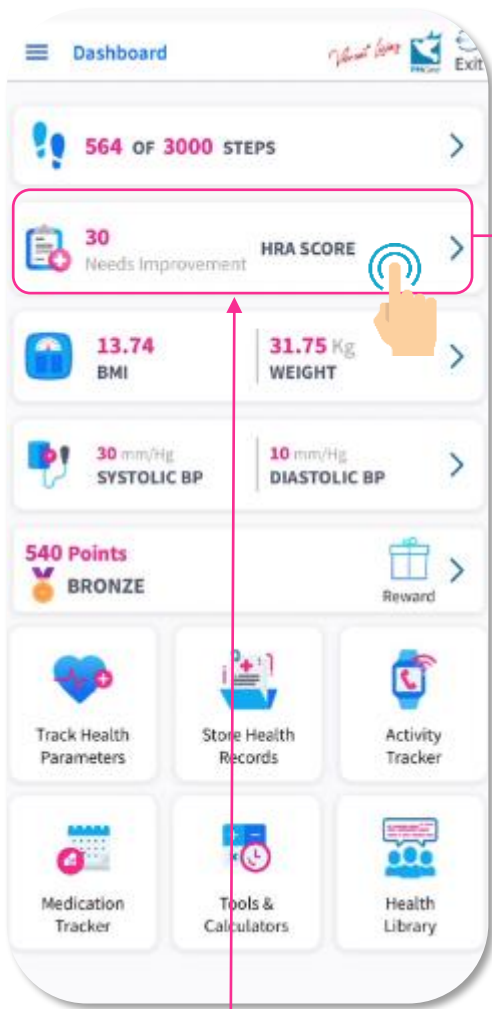 Dashboard
Vibrant living
Exit
564 OF 3000 STEPS
30
Needs Improvement
HRA SCORE
13.74
BMI
31.75 Kg
WEIGHT
30 mm/Hg
SYSTOLIC BP
10 mm/Hg
DIASTOLIC BP
540 Points
BRONZE
Reward
Track Health
Parameters
Store Health
Records
Activity
Tracker
Medication
Tracker
Tools &
Calculators
Health
Library